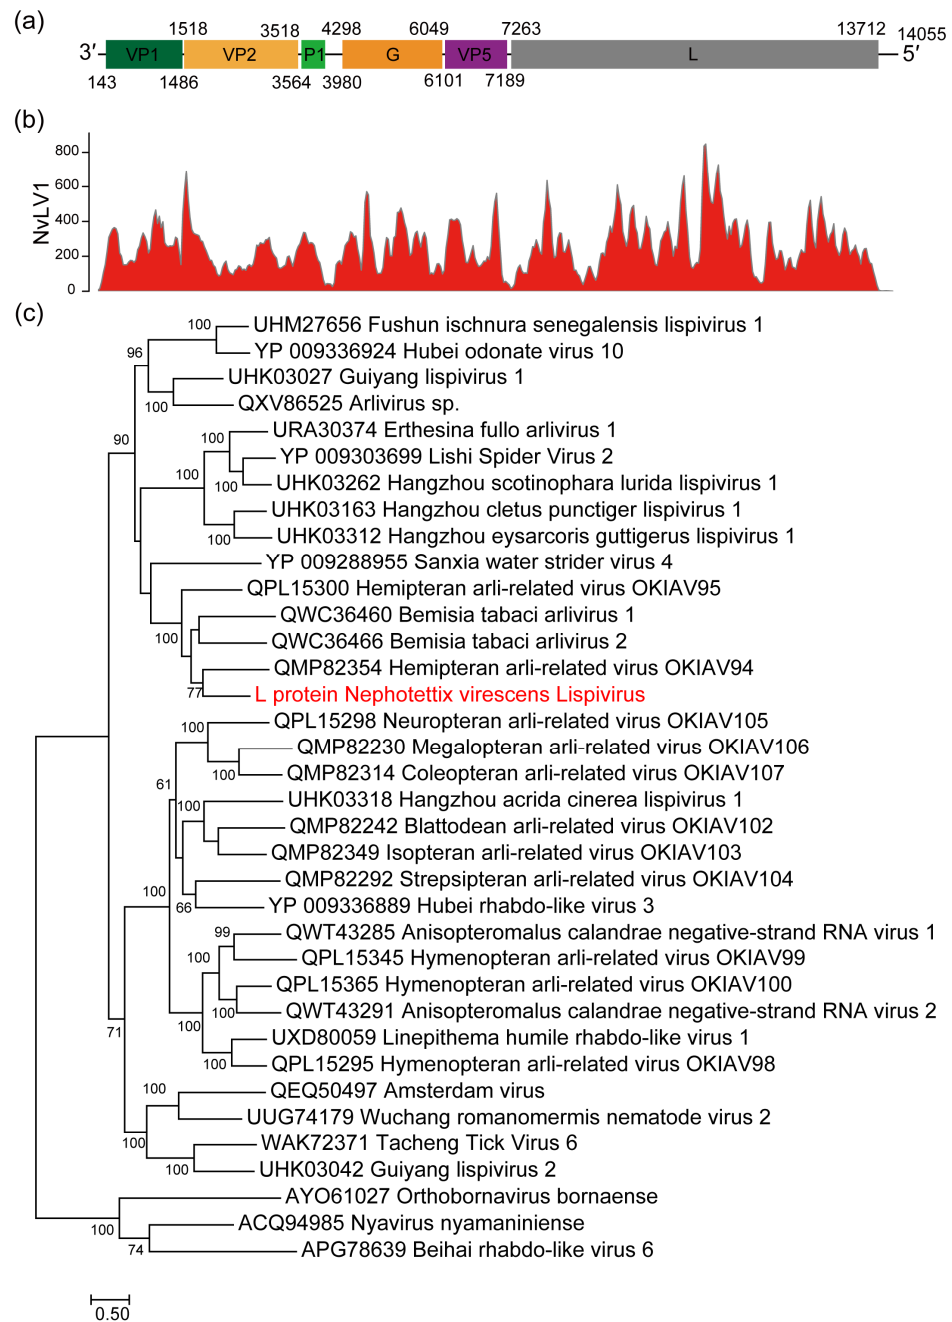 (a)
1518 3518 4298 6049 7263 13712 14055
3′ VP1 VP2 P1 G VP5 L 5′
143 1486 3564 3980 6101 7189
(b)
800
600
400
200
0
NvLV1
(c)
100 UHM27656 Fushun ischnura senegalensis lispivirus 1
96 YP 009336924 Hubei odonate virus 10
UHK03027 Guiyang lispivirus 1
100 QXV86525 Arlivirus sp.
90 100 URA30374 Erthesina fullo arlivirus 1
YP 009303699 Lishi Spider Virus 2
100 100 UHK03262 Hangzhou scotinophara lurida lispivirus 1
UHK03163 Hangzhou cletus punctiger lispivirus 1
100 UHK03312 Hangzhou eysarcoris guttigerus lispivirus 1
YP 009288955 Sanxia water strider virus 4
QPL15300 Hemipteran arli-related virus OKIAV95
QWC36460 Bemisia tabaci arlivirus 1
100 QWC36466 Bemisia tabaci arlivirus 2
QMP82354 Hemipteran arli-related virus OKIAV94
77 L protein Nephotettix virescens Lispivirus
100 QPL15298 Neuropteran arli-related virus OKIAV105
QMP82230 Megalopteran arli-related virus OKIAV106
61 100 QMP82314 Coleopteran arli-related virus OKIAV107
100 UHK03318 Hangzhou acrida cinerea lispivirus 1
QMP82242 Blattodean arli-related virus OKIAV102
QMP82349 Isopteran arli-related virus OKIAV103
100 QMP82292 Strepsipteran arli-related virus OKIAV104
66 YP 009336889 Hubei rhabdo-like virus 3
99 QWT43285 Anisopteromalus calandrae negative-strand RNA virus 1
100 QPL15345 Hymenopteran arli-related virus OKIAV99
QPL15365 Hymenopteran arli-related virus OKIAV100
100 100 QWT43291 Anisopteromalus calandrae negative-strand RNA virus 2
71 UXD80059 Linepithema humile rhabdo-like virus 1
100 QPL15295 Hymenopteran arli-related virus OKIAV98
100 QEQ50497 Amsterdam virus
UUG74179 Wuchang romanomermis nematode virus 2
100 WAK72371 Tacheng Tick Virus 6
100 UHK03042 Guiyang lispivirus 2
AYO61027 Orthobornavirus bornaense
100 ACQ94985 Nyavirus nyamaniniense
74 APG78639 Beihai rhabdo-like virus 6
0.50